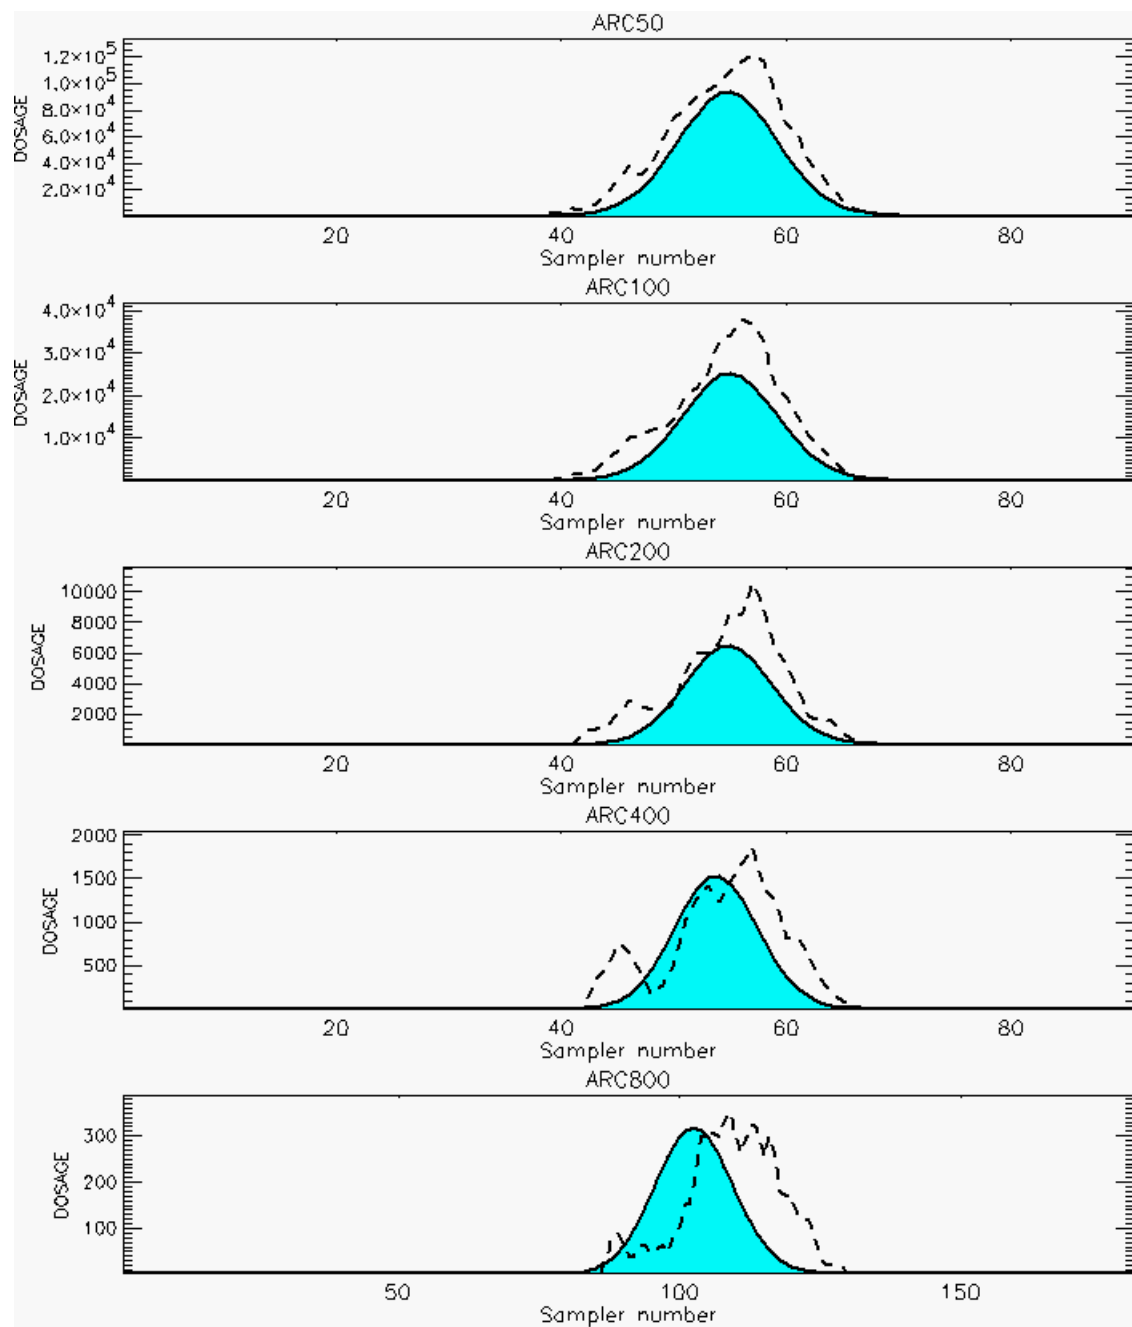 ARC50
1.2×10⁵
1.0×10⁵
8.0×10⁴
6.0×10⁴
4.0×10⁴
2.0×10⁴
DOSAGE
20 40 60 80
Sampler number
ARC100
4.0×10⁴
3.0×10⁴
2.0×10⁴
1.0×10⁴
DOSAGE
20 40 60 80
Sampler number
ARC200
10000
8000
6000
4000
2000
DOSAGE
20 40 60 80
Sampler number
ARC400
2000
1500
1000
500
DOSAGE
20 40 60 80
Sampler number
ARC800
300
200
100
DOSAGE
50 100 150
Sampler number